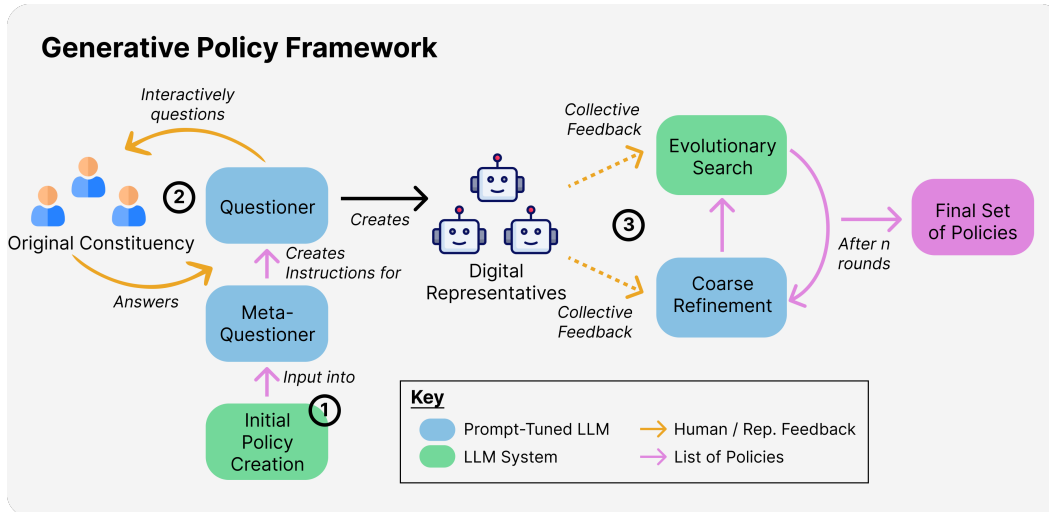 Generative Policy Framework
Interactively
questions
2
Questioner
Original Constituency
Creates
Creates
Instructions for
Answers
Meta-
Questioner
Input into
1
Initial
Policy
Creation
Digital
Representatives
Collective
Feedback
Evolutionary
Search
3
Coarse
Refinement
Collective
Feedback
After n
rounds
Final Set
of Policies
Key
Prompt-Tuned LLM
Human / Rep. Feedback
LLM System
List of Policies